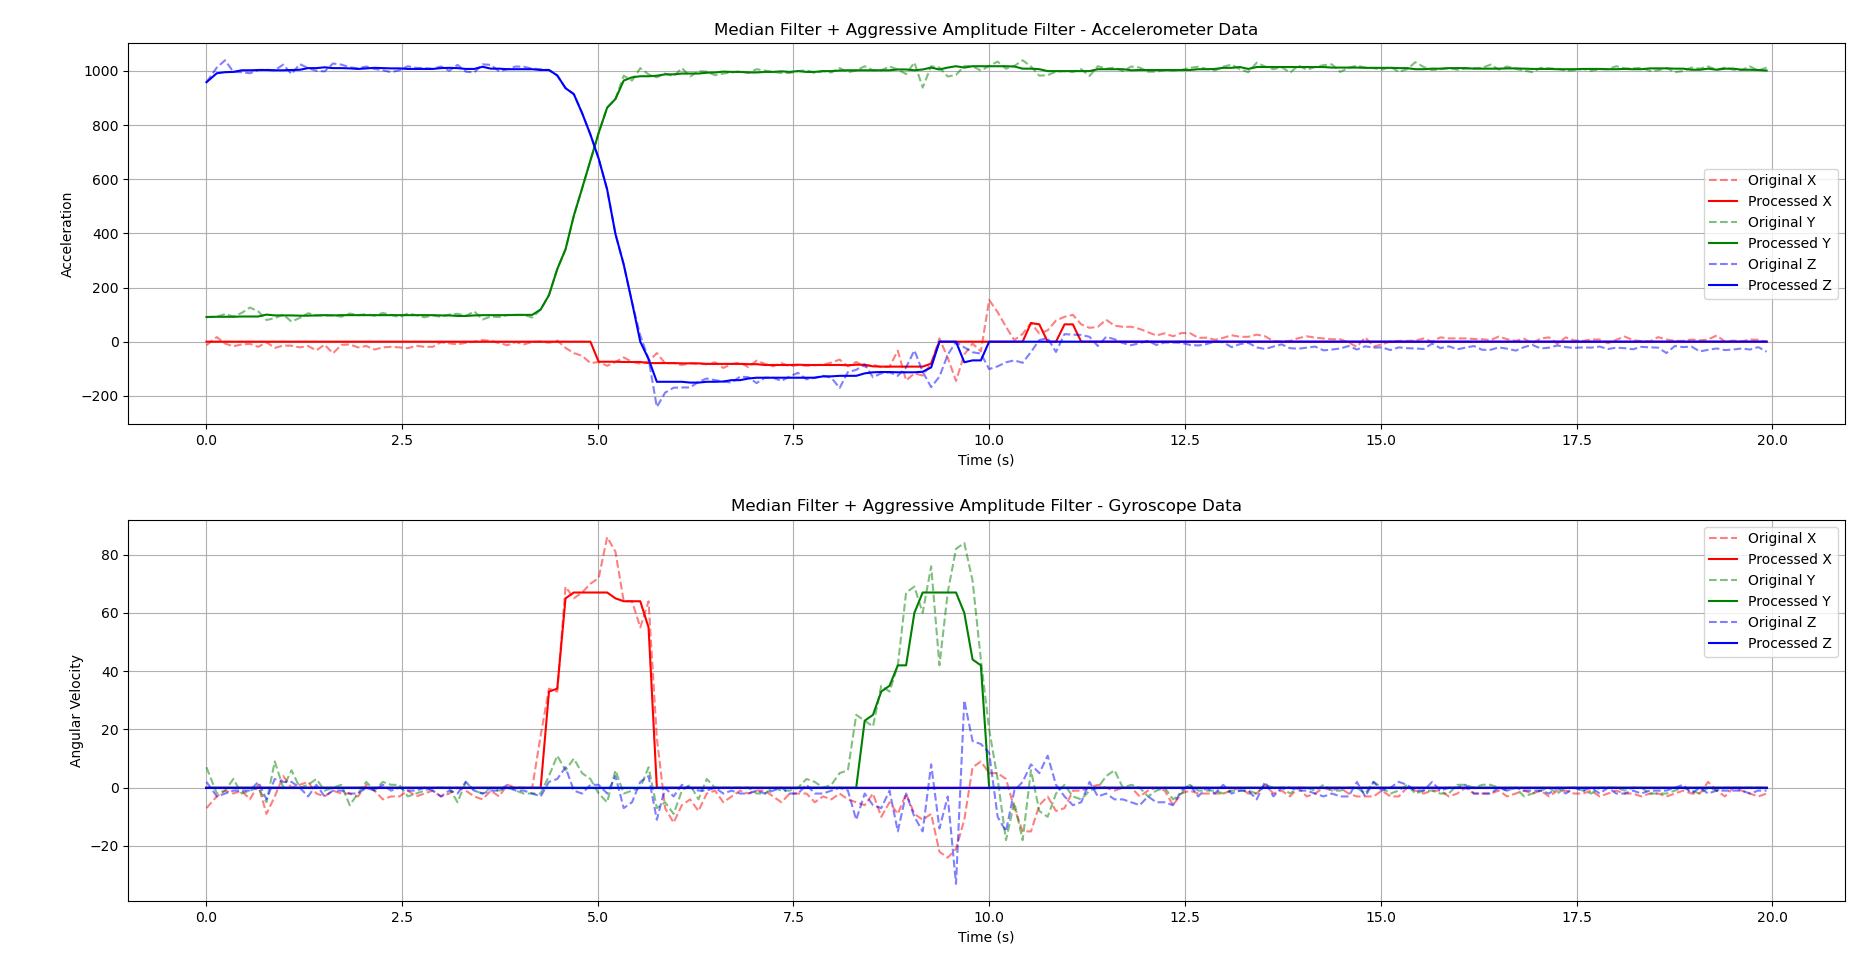 Median Filter + Aggressive Amplitude Filter - Accelerometer Data
Acceleration
1000
800
600
400
200
0
−200
Original X
Processed X
Original Y
Processed Y
Original Z
Processed Z
0.0 2.5 5.0 7.5 10.0 12.5 15.0 17.5 20.0
Time (s)
Median Filter + Aggressive Amplitude Filter - Gyroscope Data
Angular Velocity
80
60
40
20
0
−20
Original X
Processed X
Original Y
Processed Y
Original Z
Processed Z
0.0 2.5 5.0 7.5 10.0 12.5 15.0 17.5 20.0
Time (s)